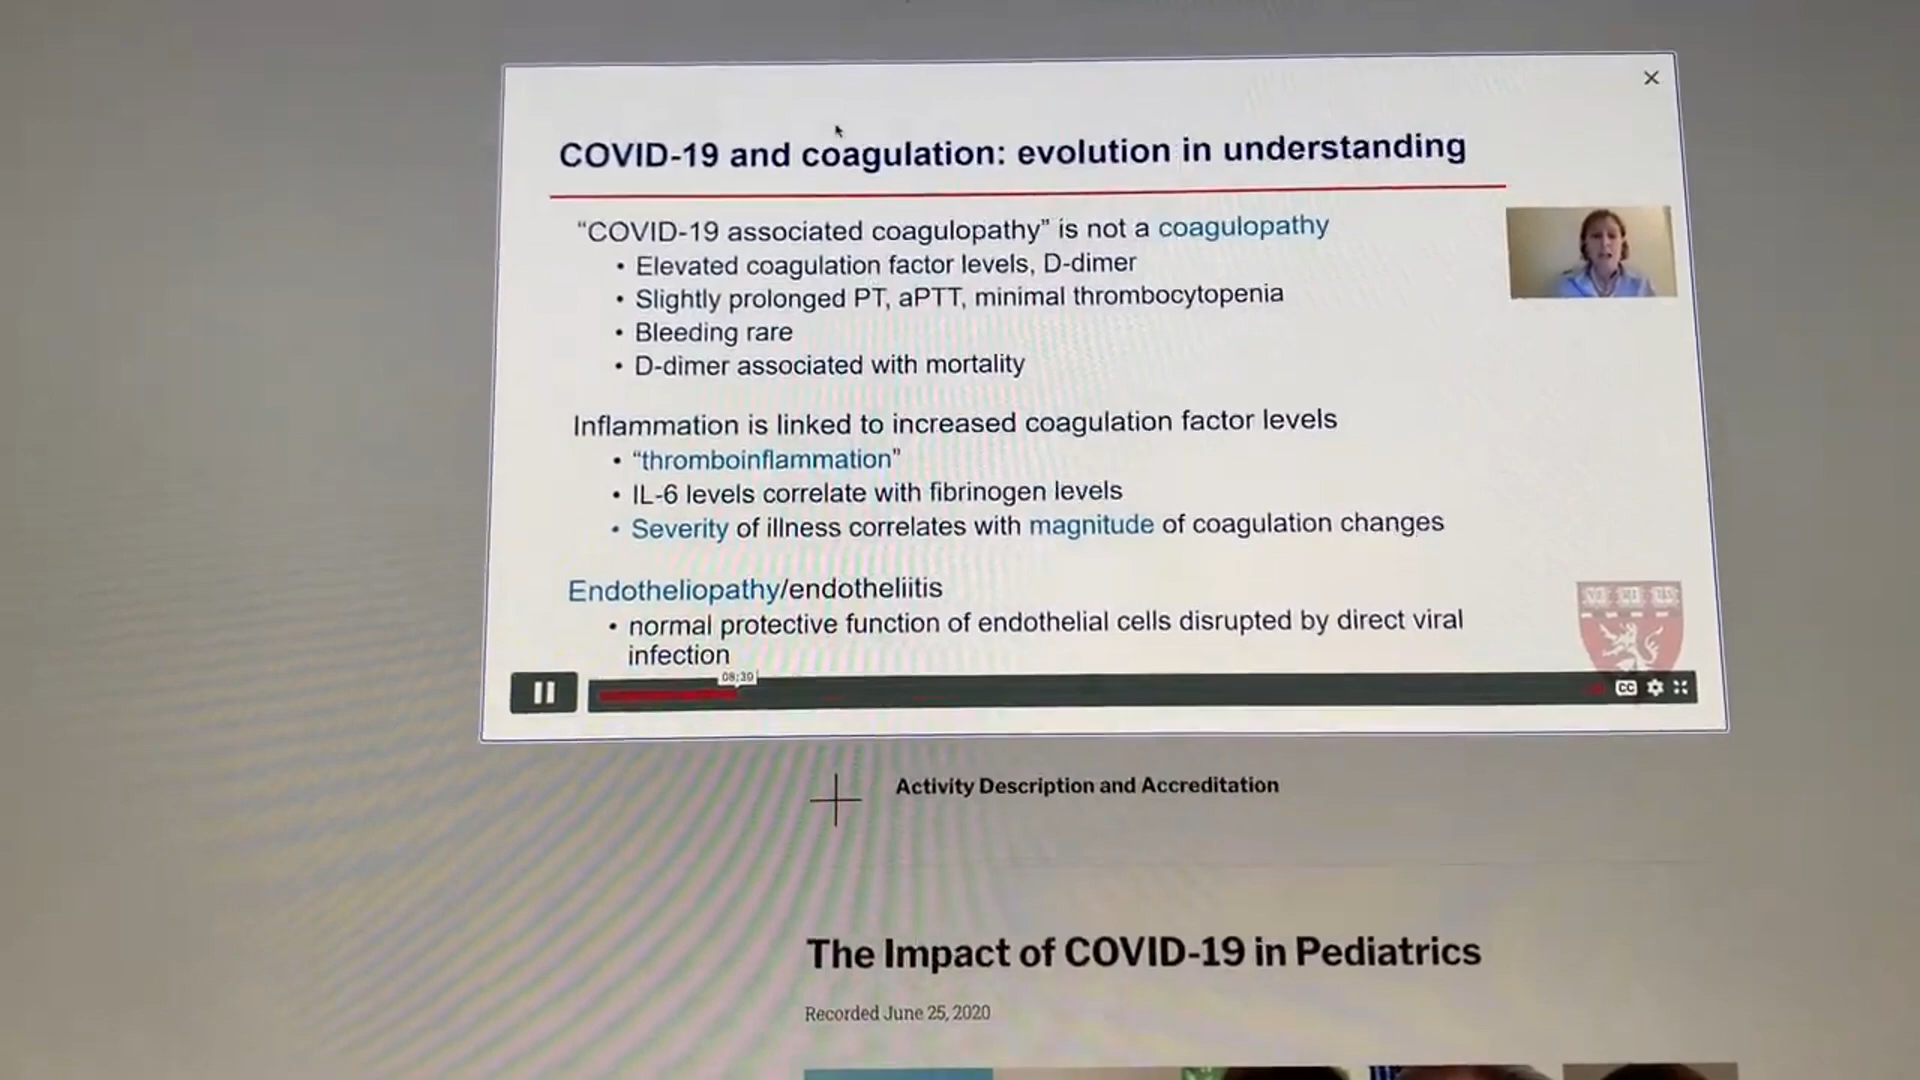 COVID-19 and coagulation: evolution in understanding
“COVID-19 associated coagulopathy” is not a coagulopathy
• Elevated coagulation factor levels, D-dimer
• Slightly prolonged PT, aPTT, minimal thrombocytopenia
• Bleeding rare
• D-dimer associated with mortality
Inflammation is linked to increased coagulation factor levels
• “thromboinflammation”
• IL-6 levels correlate with fibrinogen levels
• Severity of illness correlates with magnitude of coagulation changes
Endotheliopathy/endotheliitis
• normal protective function of endothelial cells disrupted by direct viral
infection
08:39
CC
Activity Description and Accreditation
The Impact of COVID-19 in Pediatrics
Recorded June 25, 2020